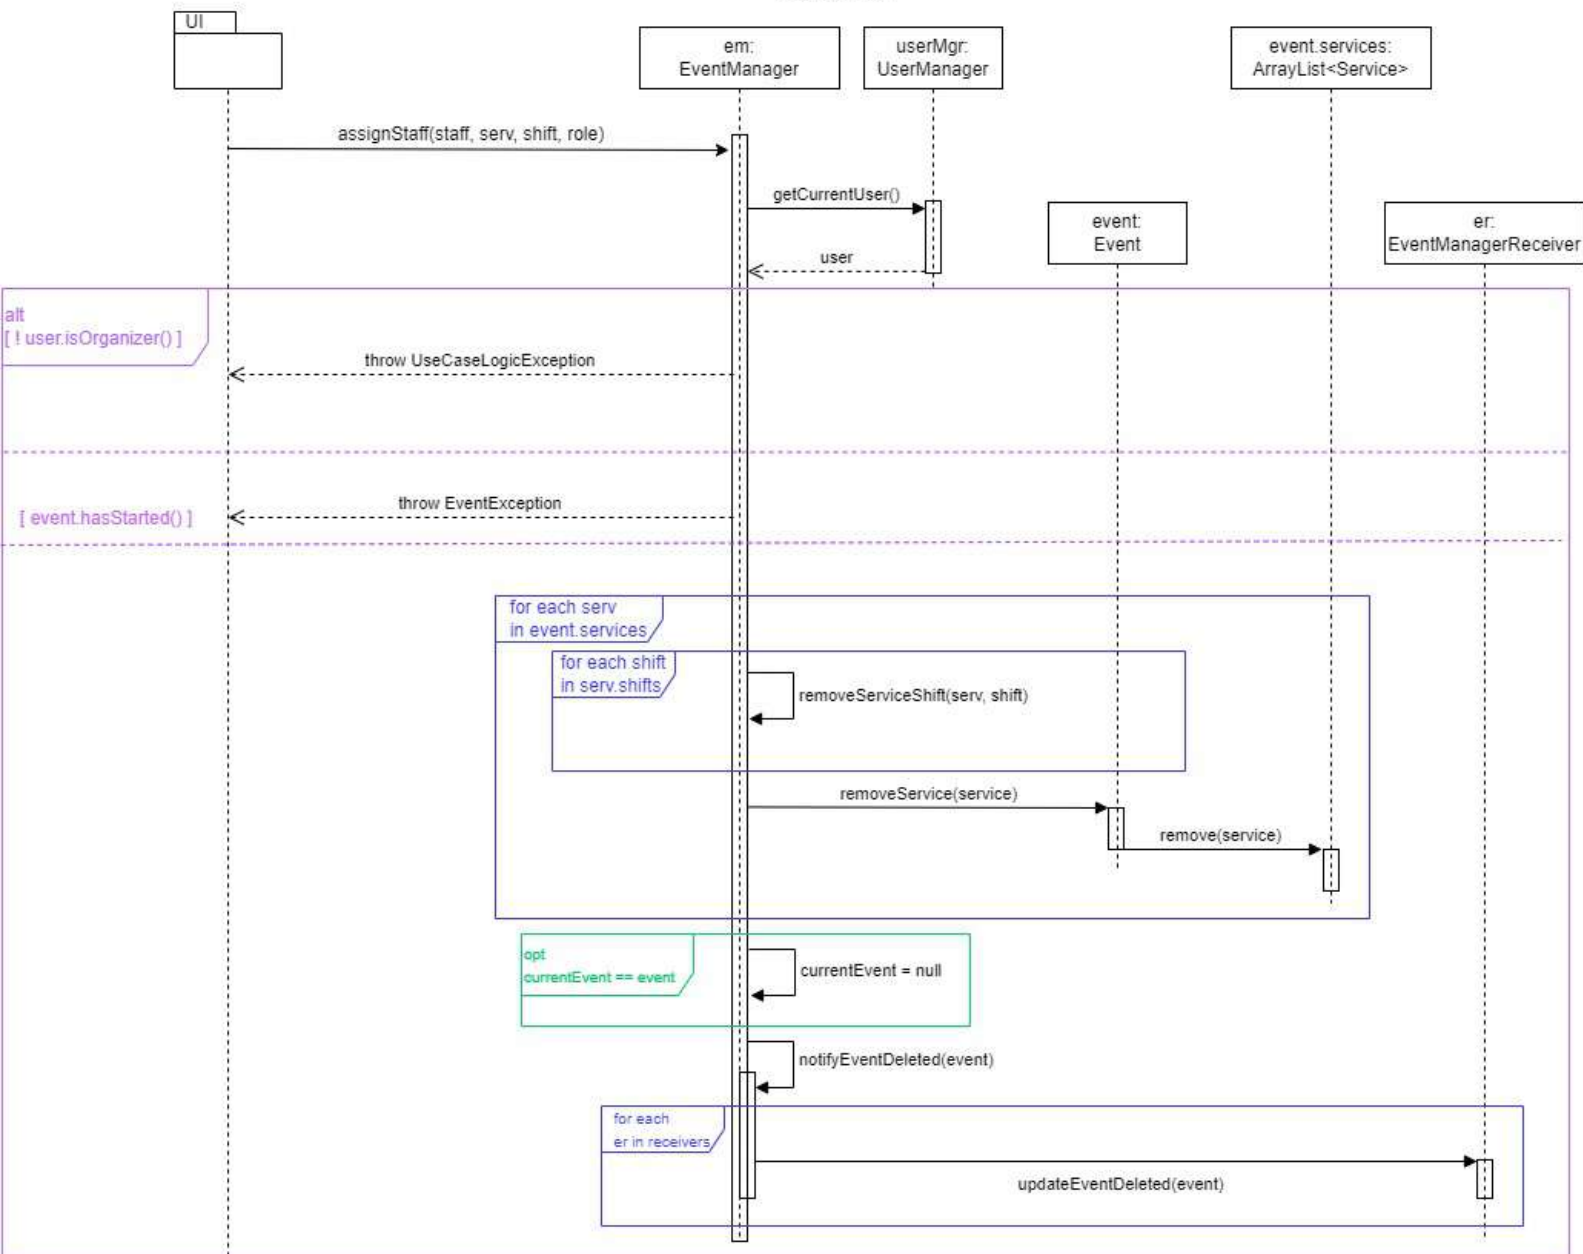 UI
em:
EventManager
userMgr:
UserManager
event.services:
ArrayList<Service>
assignStaff(staff, serv, shift, role)
getCurrentUser()
event:
Event
er:
EventManagerReceiver
user
alt
[ ! user.isOrganizer() ]
throw UseCaseLogicException
throw EventException
[ event.hasStarted() ]
for each serv
in event.services
for each shift
in serv.shifts
removeServiceShift(serv, shift)
removeService(service)
remove(service)
opt
currentEvent == event
currentEvent = null
notifyEventDeleted(event)
for each
er in receivers
updateEventDeleted(event)